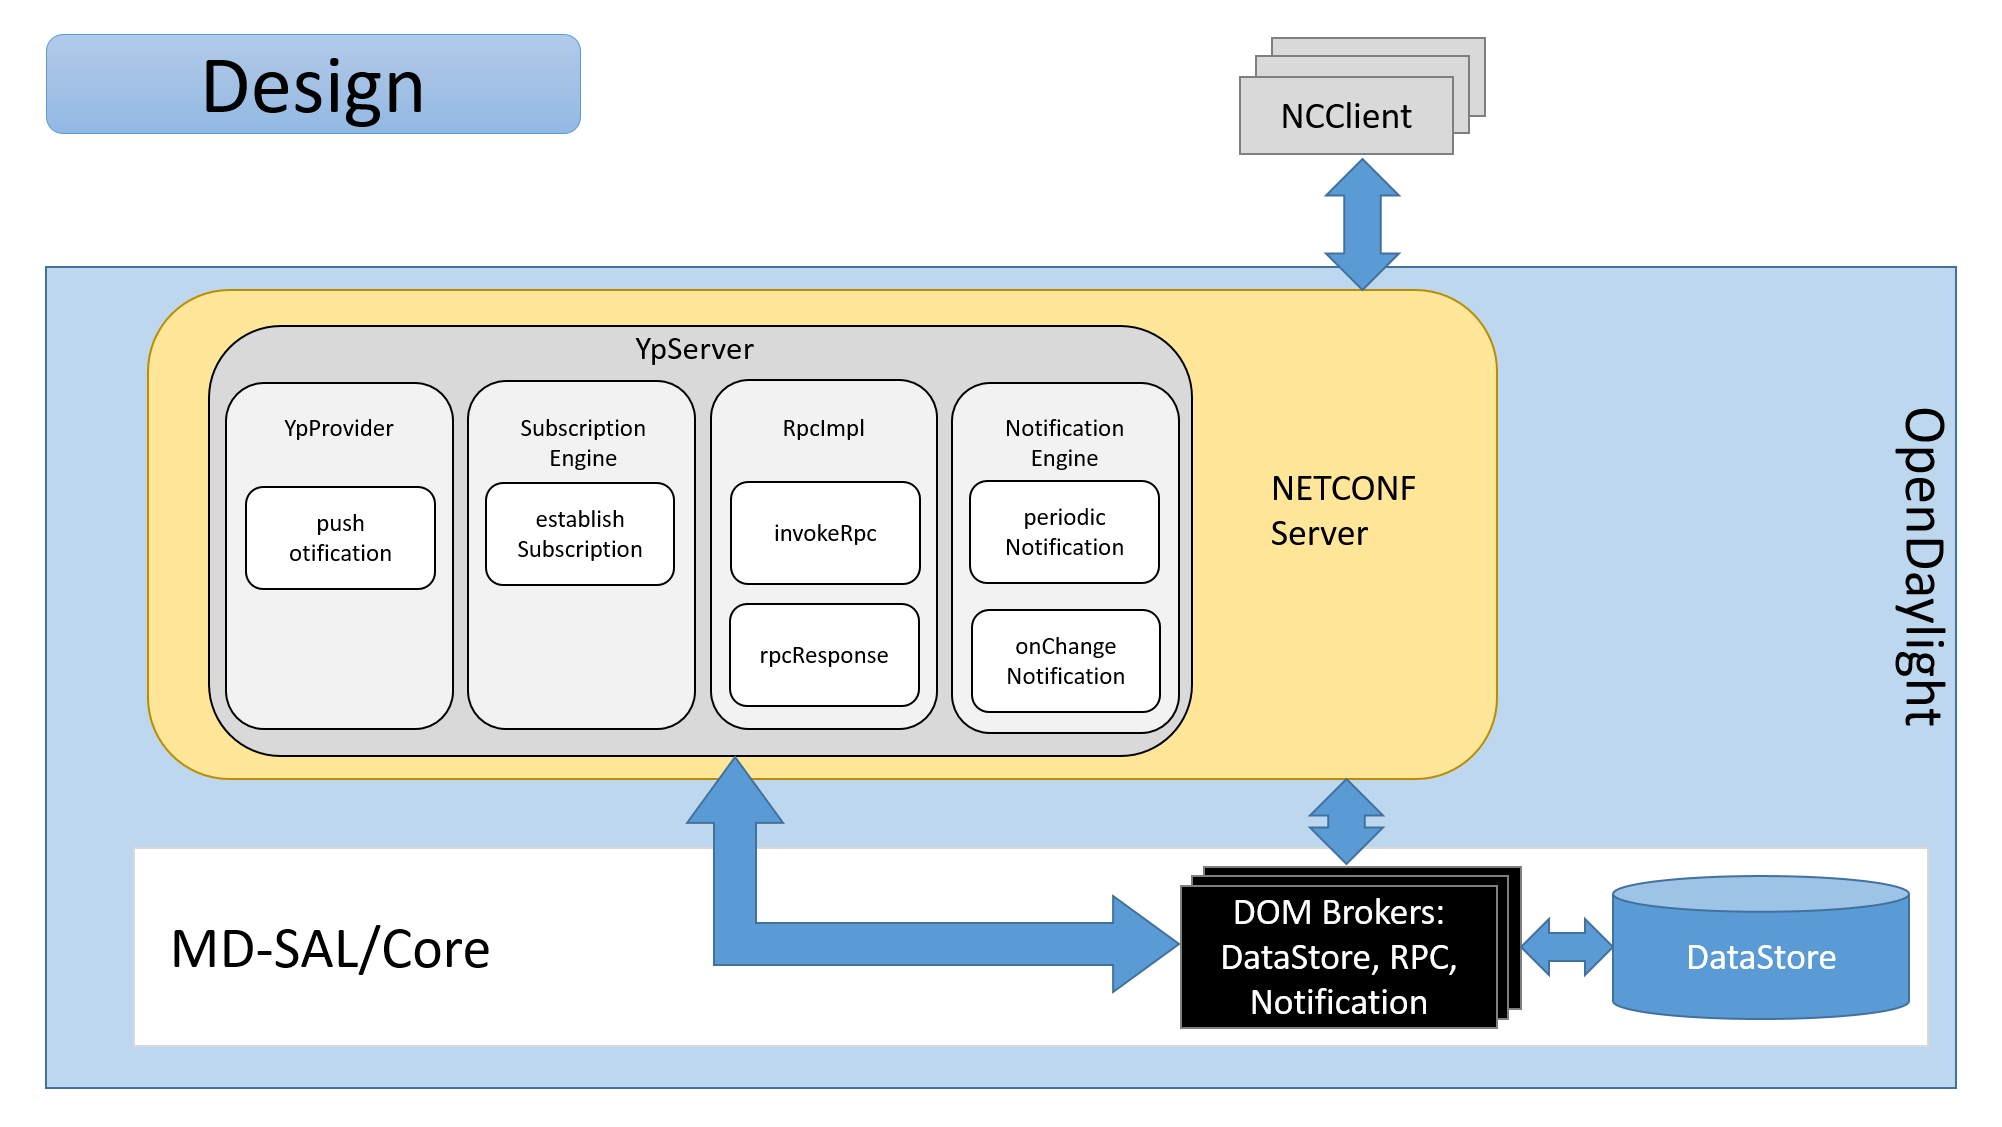 Design
NCClient
YpServer
YpProvider
push
otification
Subscription
Engine
establish
Subscription
RpcImpl
invokeRpc
rpcResponse
Notification
Engine
periodic
Notification
onChange
Notification
NETCONF
Server
OpenDaylight
MD-SAL/Core
DOM Brokers:
DataStore, RPC,
Notification
DataStore